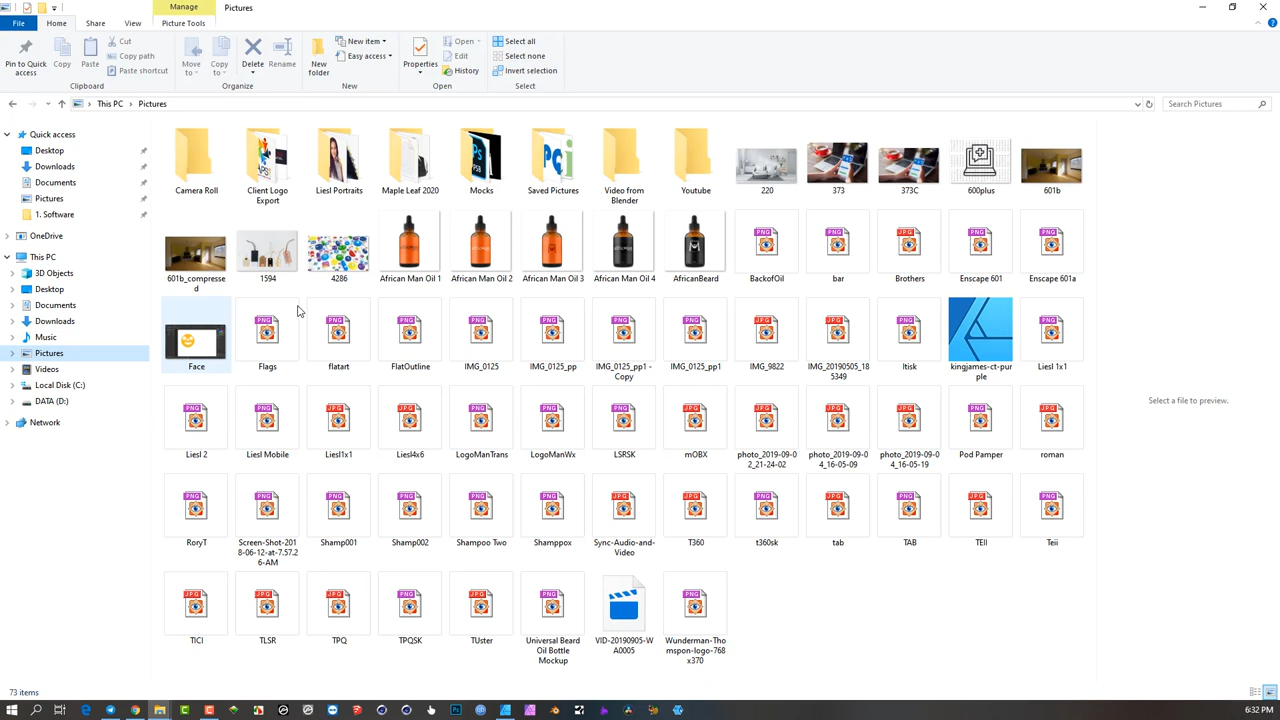 Manage
Pictures
File
Home
Share
View
Picture Tools
Pin to Quick access
Copy
Paste
Cut
Copy path
Paste shortcut
Clipboard
Move to
Copy to
Delete
Rename
Organize
New folder
New item
Easy access
New
Properties
Open
Edit
History
Open
Select all
Select none
Invert selection
Select
This PC
Pictures
Search Pictures
Quick access
Desktop
Downloads
Documents
Pictures
1. Software
OneDrive
This PC
3D Objects
Desktop
Documents
Downloads
Music
Pictures
Videos
Local Disk (C:)
DATA (D:)
Network
Camera Roll
Client Logo Export
Liesl Portraits
Maple Leaf 2020
Mocks
Saved Pictures
Video from Blender
Youtube
220
373
373C
600plus
601b
601b_compressed
1594
4286
African Man Oil 1
African Man Oil 2
African Man Oil 3
African Man Oil 4
AfricanBeard
BackofOil
bar
Brothers
Enscape 601
Enscape 601a
Face
Flags
flatart
FlatOutline
IMG_0125
IMG_0125_pp
IMG_0125_pp1 - Copy
IMG_0125_pp1
IMG_9822
IMG_20190505_185349
ltisk
kingjames-ct-purple
Liesl 1x1
Liesl 2
Liesl Mobile
Liesl1x1
Liesl4x6
LogoManTrans
LogoManWx
LSRSK
mOBX
photo_2019-09-02_21-24-02
photo_2019-09-04_16-05-09
photo_2019-09-04_16-05-19
Pod Pamper
roman
RoryT
Screen-Shot-2018-06-12-at-7.57.26-AM
Shamp001
Shamp002
Shampoo Two
Shamppox
Sync-Audio-and-Video
T360
t360sk
tab
TAB
TEII
Teii
TICI
TLSR
TPQ
TPQSK
TUster
Universal Beard Oil Bottle Mockup
VID-20190905-WA0005
Wunderman-Thomspon-logo-768x370
Select a file to preview.
73 items
6:32 PM